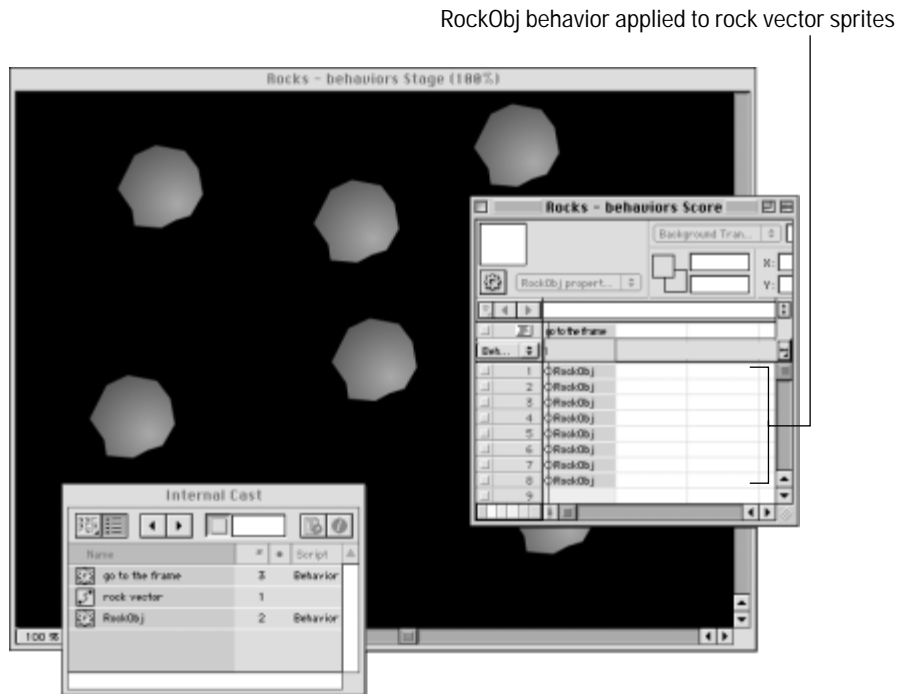 RockObj behavior applied to rock vector sprites
Rocks - behaviors Stage (100%)
Rocks - behaviors Score
Background Tran...
X:
RockObj propert...
Y:
go to the frame
Beh...
1
1 RockObj
2 RockObj
3 RockObj
4 RockObj
5 RockObj
6 RockObj
7 RockObj
8 RockObj
9
Internal Cast
Name # Script
go to the frame 3 Behavior
rock vector 1
RockObj 2 Behavior
100 %